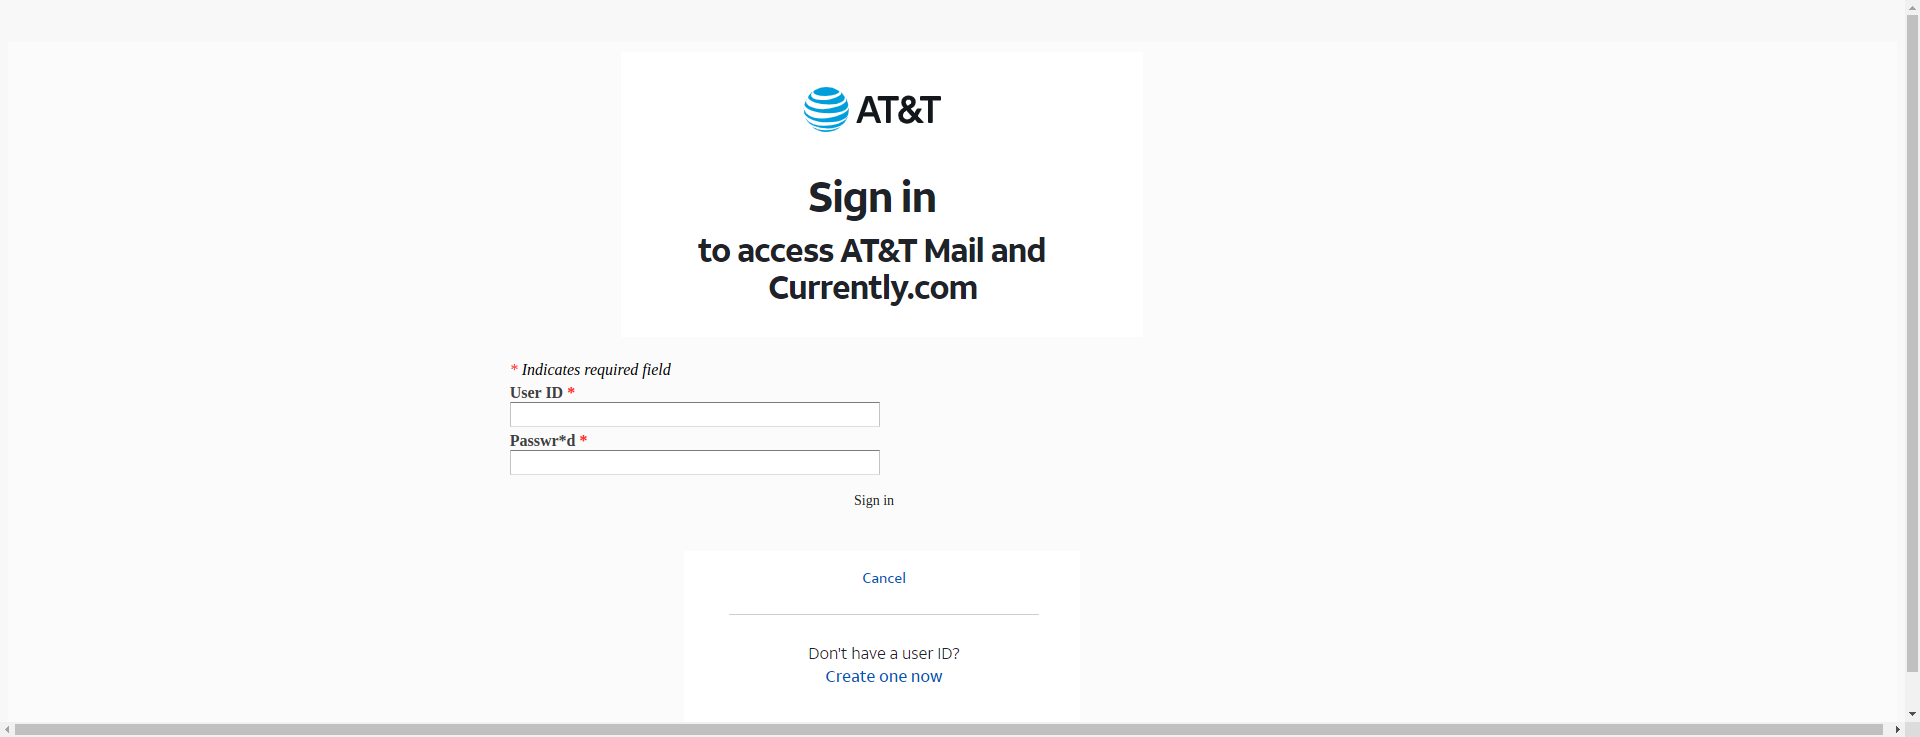 AT&T
Sign in
to access AT&T Mail and
Currently.com
* Indicates required field
User ID *
Passwr*d *
Sign in
Cancel
Don't have a user ID?
Create one now